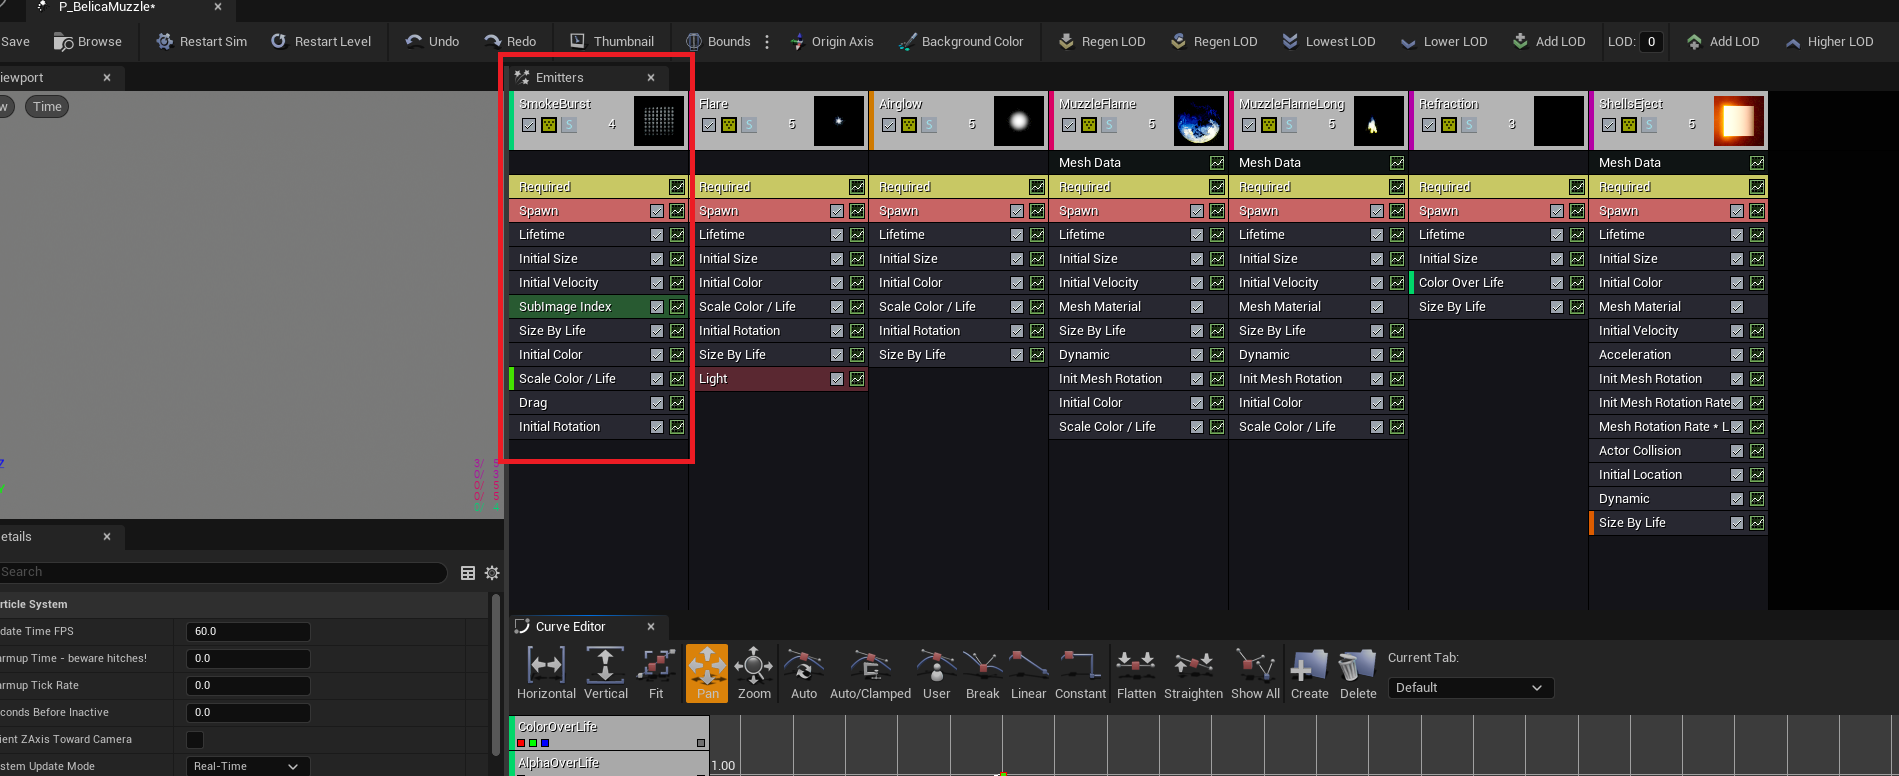 P_BelicaMuzzle*
Save Browse Restart Sim Restart Level Undo Redo Thumbnail Bounds Origin Axis Background Color Regen LOD Regen LOD Lowest LOD Lower LOD Add LOD LOD: 0 Add LOD Higher LOD
iewport
Emitters
w Time
SmokeBurst Flare Airglow MuzzleFlame MuzzleFlameLong Refraction ShellsEject
S 4 S 5 S 5 S 5 S 5 S 3 S 5
Mesh Data Mesh Data Mesh Data
Required Required Required Required Required Required Required
Spawn Spawn Spawn Spawn Spawn Spawn Spawn
Lifetime Lifetime Lifetime Lifetime Lifetime Lifetime Lifetime
Initial Size Initial Size Initial Size Initial Size Initial Size Initial Size Initial Size
Initial Velocity Initial Color Initial Color Initial Velocity Initial Velocity Color Over Life Initial Color
SubImage Index Scale Color / Life Scale Color / Life Mesh Material Mesh Material Size By Life Mesh Material
Size By Life Initial Rotation Initial Rotation Size By Life Size By Life Initial Velocity
Initial Color Size By Life Size By Life Dynamic Dynamic Acceleration
Scale Color / Life Light Init Mesh Rotation Init Mesh Rotation Init Mesh Rotation
Drag Initial Color Initial Color Init Mesh Rotation Rate
Initial Rotation Scale Color / Life Scale Color / Life Mesh Rotation Rate * L
Actor Collision
Initial Location
Dynamic
Size By Life
Z
3/ 5
0/ 3
0/ 5
0/ 5
0/ 4
Y
etails
Search
rticle System
date Time FPS 60.0
armup Time - beware hitches! 0.0
armup Tick Rate 0.0
conds Before Inactive 0.0
ient ZAxis Toward Camera
stem Update Mode Real-Time
Curve Editor
Horizontal Vertical Fit Pan Zoom Auto Auto/Clamped User Break Linear Constant Flatten Straighten Show All Create Delete
Current Tab:
Default
ColorOverLife
AlphaOverLife
1.00